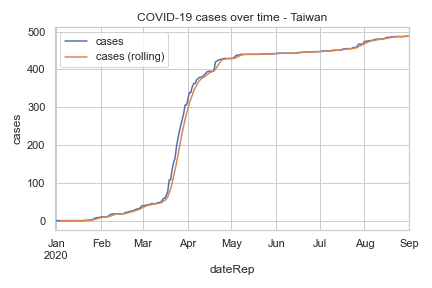 COVID-19 cases over time - Taiwan
cases
cases (rolling)
500
400
300
200
100
0
cases
Jan Feb Mar Apr May Jun Jul Aug Sep
2020
dateRep